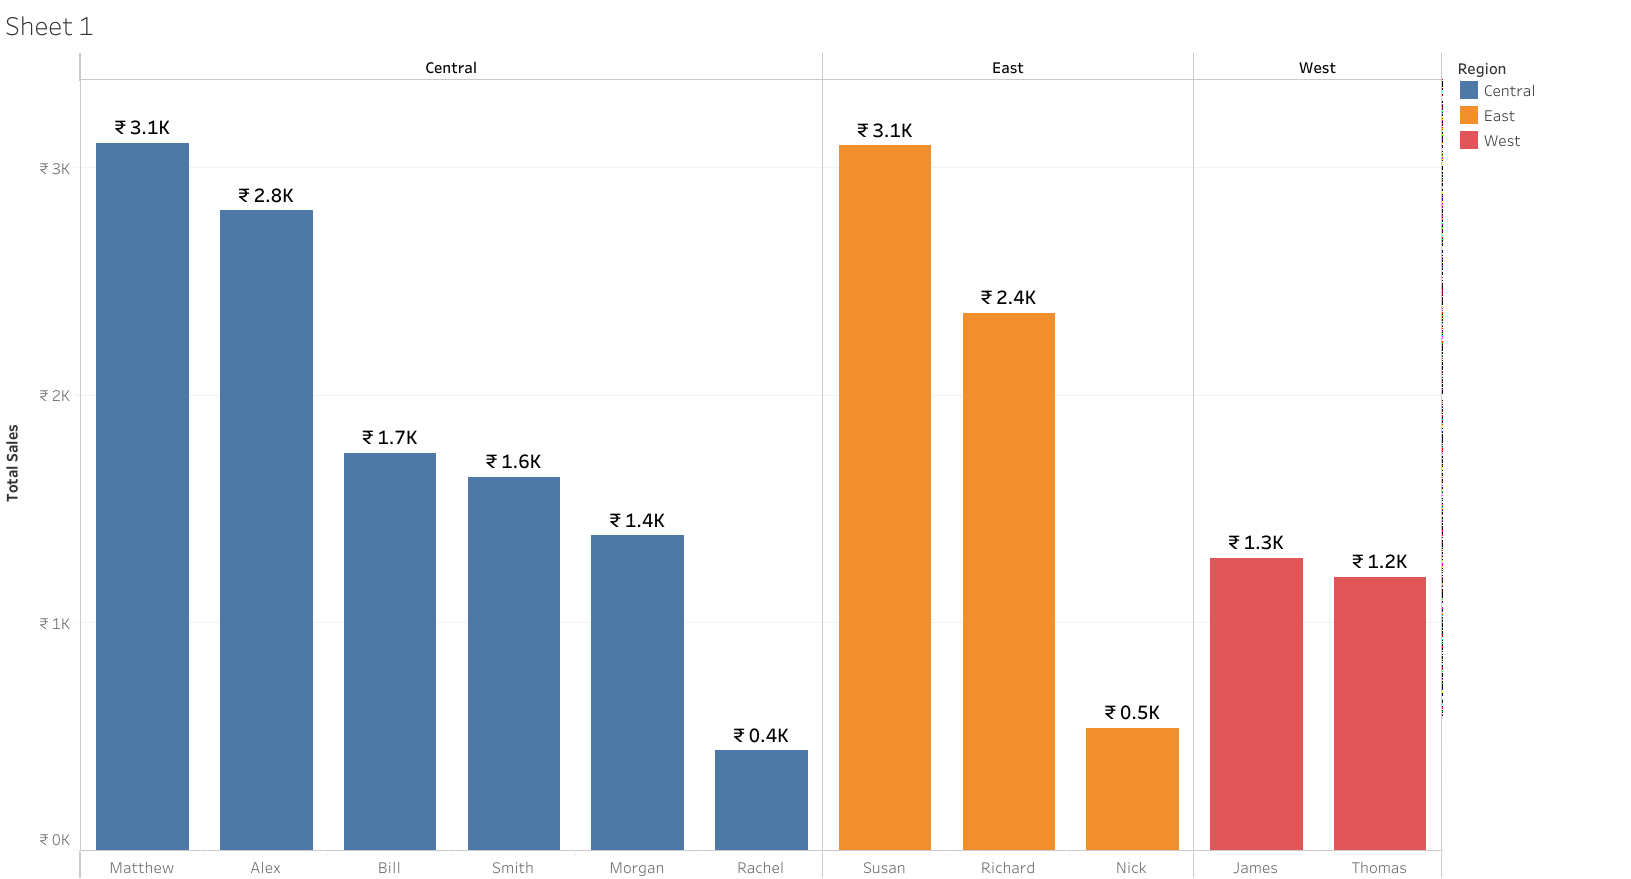 Sheet 1
Central East West
Region
Central
East
West
₹ 3.1K
₹ 2.8K
₹ 1.7K
₹ 1.6K
₹ 1.4K
₹ 0.4K
₹ 3.1K
₹ 2.4K
₹ 0.5K
₹ 1.3K
₹ 1.2K
₹ 3K
₹ 2K
₹ 1K
₹ 0K
Total Sales
Matthew Alex Bill Smith Morgan Rachel Susan Richard Nick James Thomas